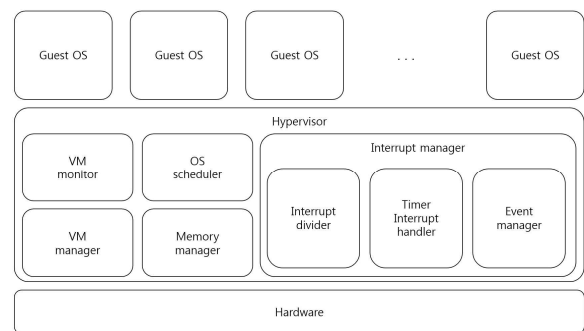 Guest OS
Guest OS
Guest OS
. . .
Guest OS
Hypervisor
VM
monitor
OS
scheduler
Interrupt manager
VM
manager
Memory
manager
Interrupt
divider
Timer
Interrupt
handler
Event
manager
Hardware